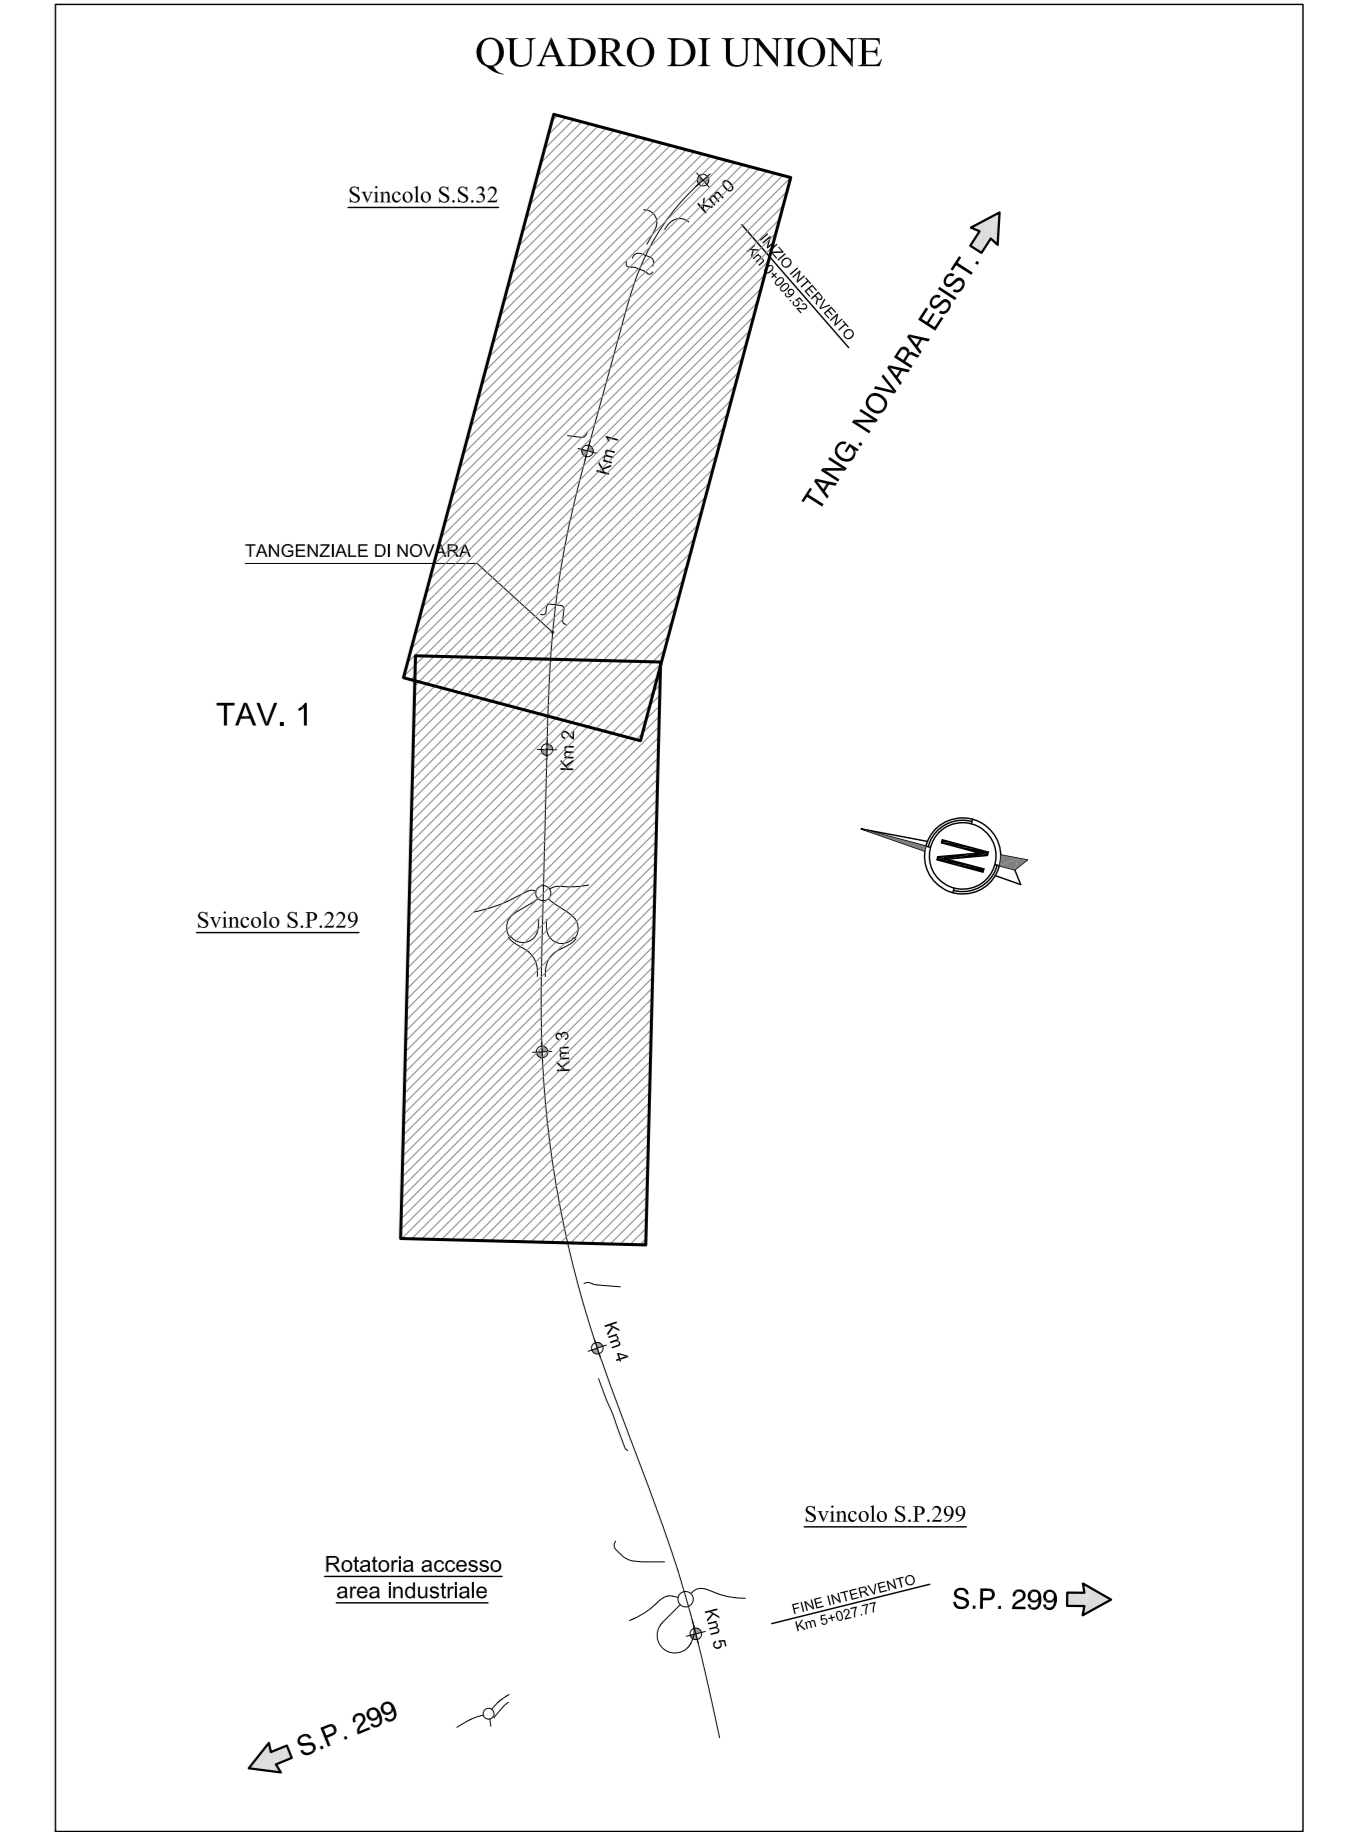 QUADRO DI UNIONE
Svincolo S.S.32
Km 0
INIZIO INTERVENTO
Km 0+009.52
TANG. NOVARA ESIST.
Km 1
TANGENZIALE DI NOVARA
TAV. 1
Km 2
N
Svincolo S.P.229
Km 3
Km 4
Svincolo S.P.299
Rotatoria accesso
area industriale
FINE INTERVENTO
Km 5+027.77
S.P. 299
Km 5
S.P. 299